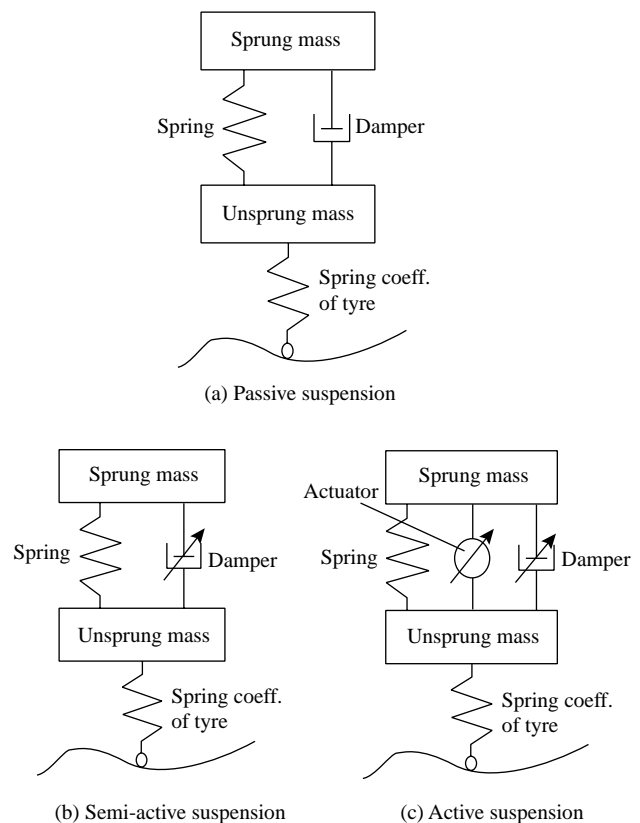 Sprung mass
Spring
Damper
Unsprung mass
Spring coeff.
of tyre
(a) Passive suspension
Sprung mass
Spring
Damper
Unsprung mass
Spring coeff.
of tyre
(b) Semi-active suspension
Sprung mass
Actuator
Spring
Damper
Unsprung mass
Spring coeff.
of tyre
(c) Active suspension